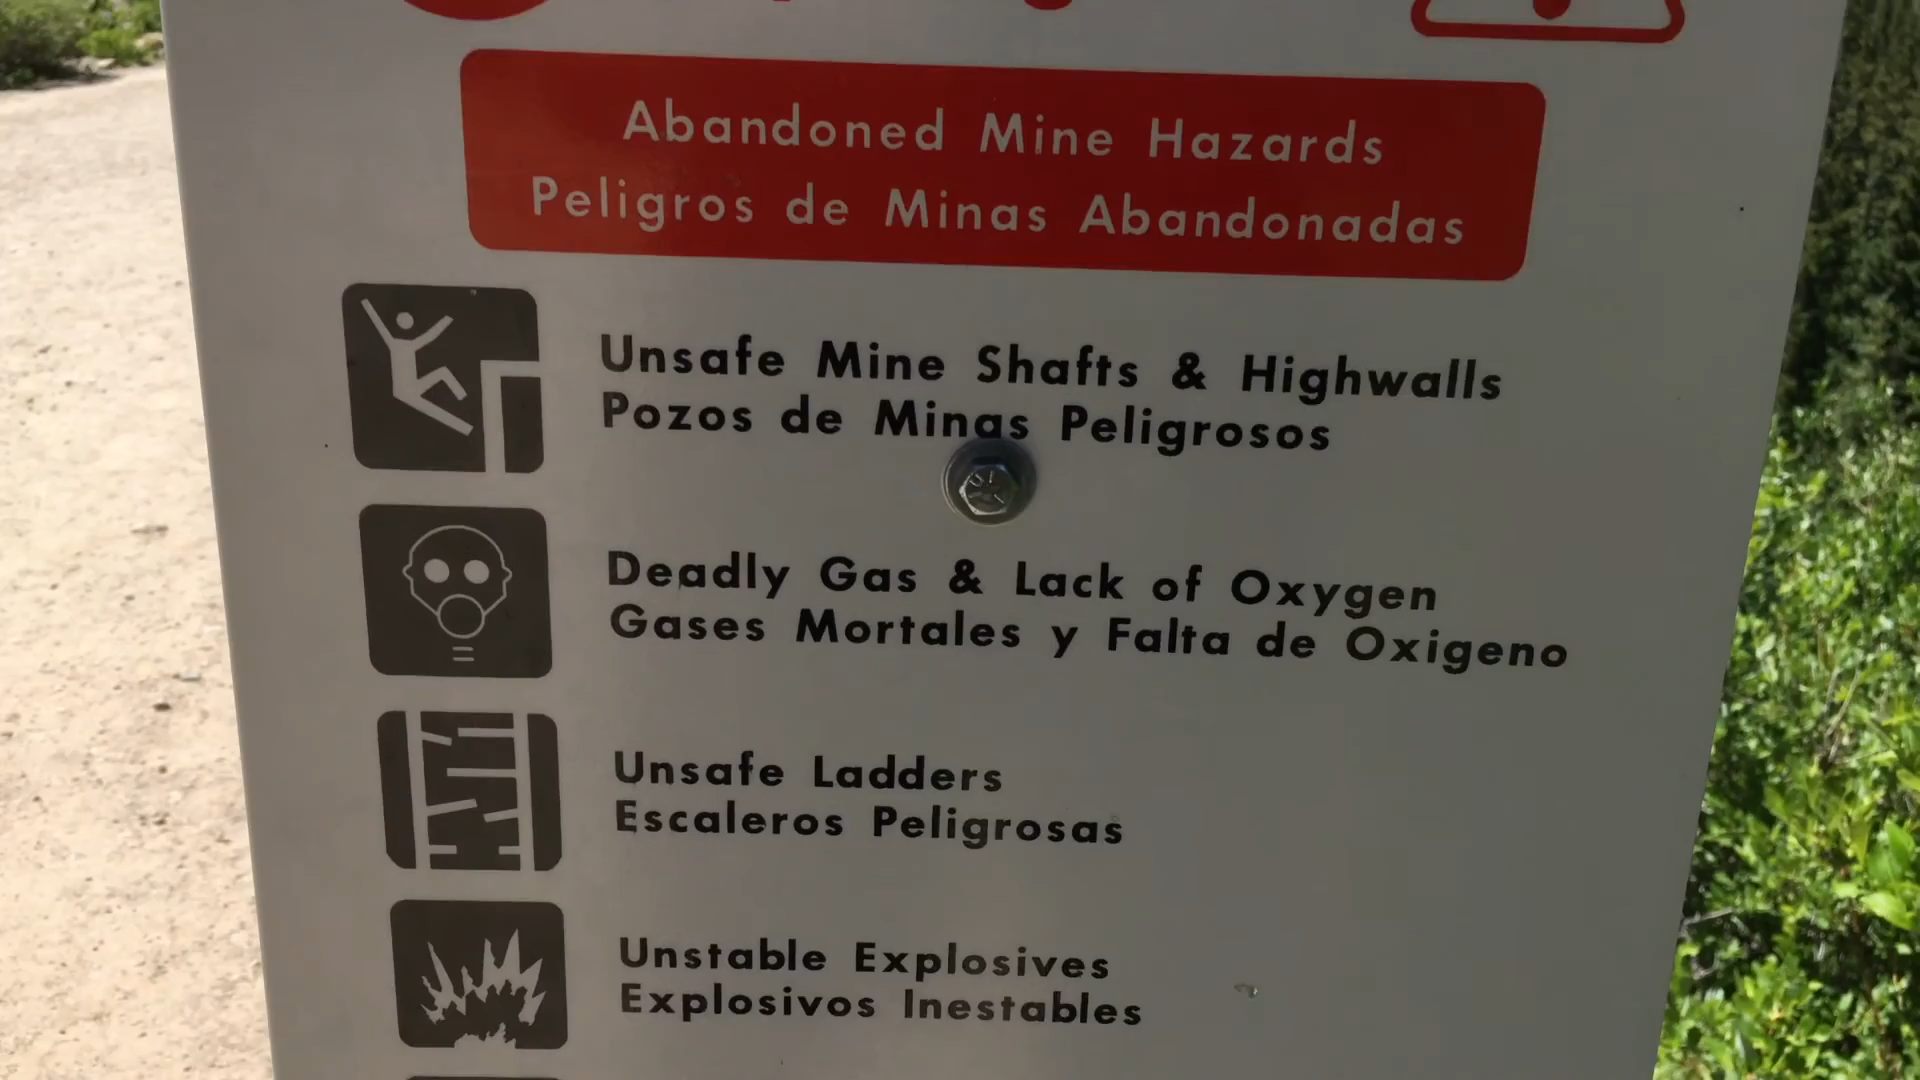 Abandoned Mine Hazards
Peligros de Minas Abandonadas
Unsafe Mine Shafts & Highwalls
Pozos de Minas Peligrosos
Deadly Gas & Lack of Oxygen
Gases Mortales y Falta de Oxigeno
Unsafe Ladders
Escaleros Peligrosas
Unstable Explosives
Explosivos Inestables